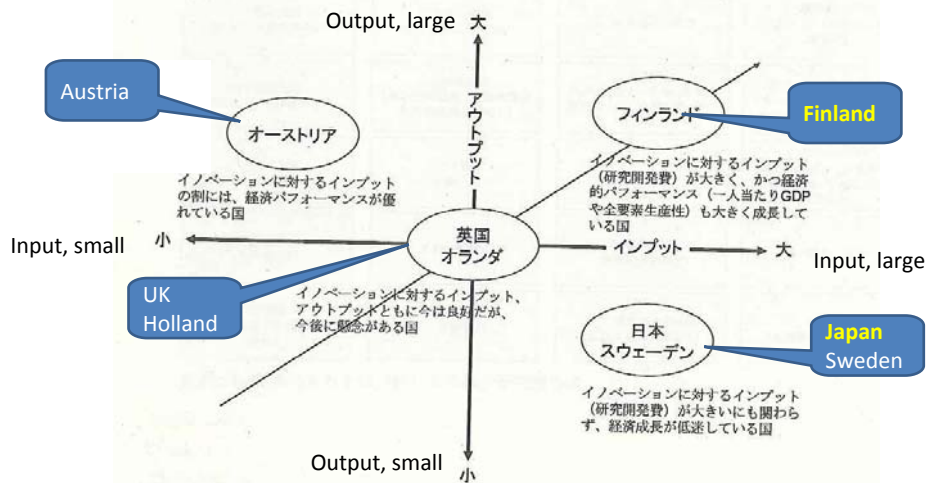 Output, large
大
アウトプット
Austria
オーストリア
イノベーションに対するインプット
の割には、経済パフォーマンスが優
れている国
フィンランド
Finland
イノベーションに対するインプット
（研究開発費）が大きく、かつ経済
的パフォーマンス（一人当たりGDP
や全要素生産性）も大きく成長して
いる国
Input, small
小
英国
オランダ
インプット
大
Input, large
UK
Holland
イノベーションに対するインプット、
アウトプットともに今は良好だが、
今後に懸念がある国
日本
スウェーデン
Japan
Sweden
イノベーションに対するインプット
（研究開発費）が大きいにも関わら
ず、経済成長が低迷している国
Output, small
小